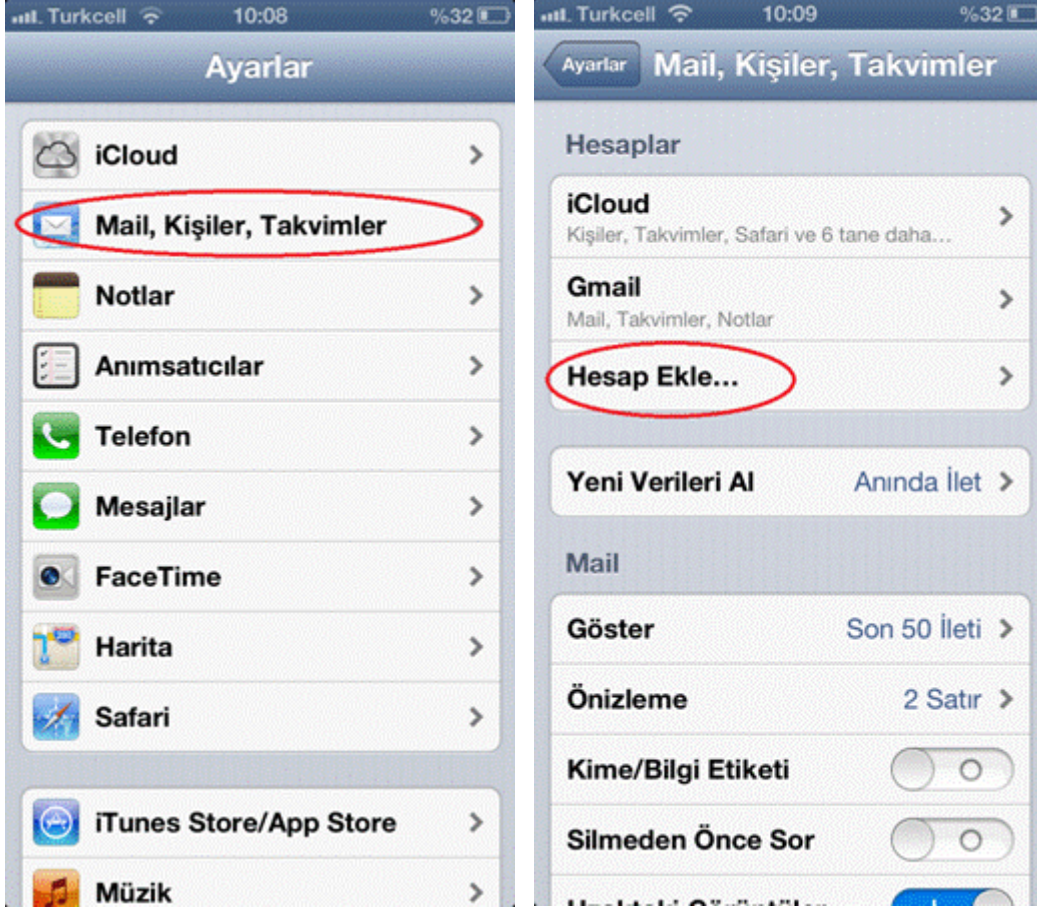 Turkcell 10:08 %32
Ayarlar
iCloud
Mail, Kişiler, Takvimler
Notlar
Anımsatıcılar
Telefon
Mesajlar
FaceTime
Harita
Safari
iTunes Store/App Store
Müzik
Turkcell 10:09 %32
Ayarlar Mail, Kişiler, Takvimler
Hesaplar
iCloud
Kişiler, Takvimler, Safari ve 6 tane daha...
Gmail
Mail, Takvimler, Notlar
Hesap Ekle...
Yeni Verileri Al Anında İlet
Mail
Göster Son 50 İleti
Önizleme 2 Satır
Kime/Bilgi Etiketi
Silmeden Önce Sor